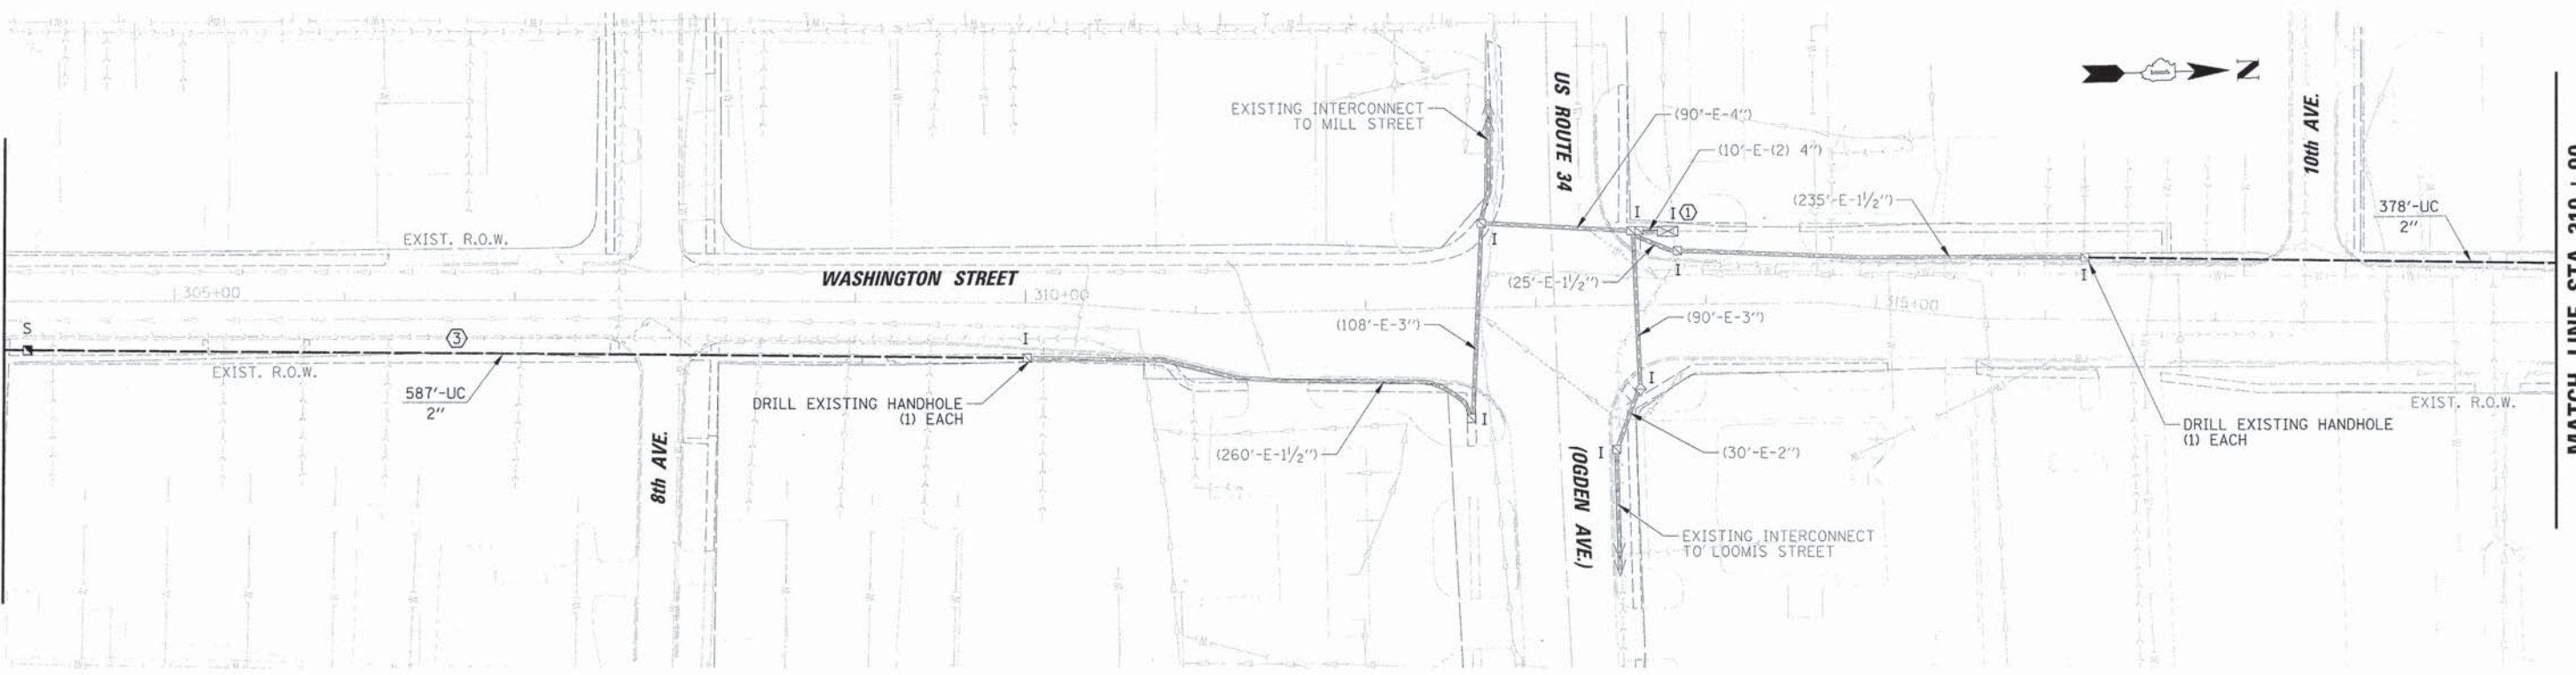 EXISTING INTERCONNECT
TO MILL STREET
US ROUTE 34
(90'-E-4")
(10'-E-(2) 4")
N
10th AVE.
(235'-E-1½")
378'-UC
2"
I
I
1
EXIST. R.O.W.
WASHINGTON STREET
I
I
I
(25'-E-1½")
305+00
310+00
315+00
S
3
I
(108'-E-3")
(90'-E-3")
EXIST. R.O.W.
587'-UC
2"
DRILL EXISTING HANDHOLE
(1) EACH
I
I
EXIST. R.O.W.
8th AVE.
(260'-E-1½")
I
(30'-E-2")
DRILL EXISTING HANDHOLE
(1) EACH
(OGDEN AVE.)
EXISTING INTERCONNECT
TO LOOMIS STREET